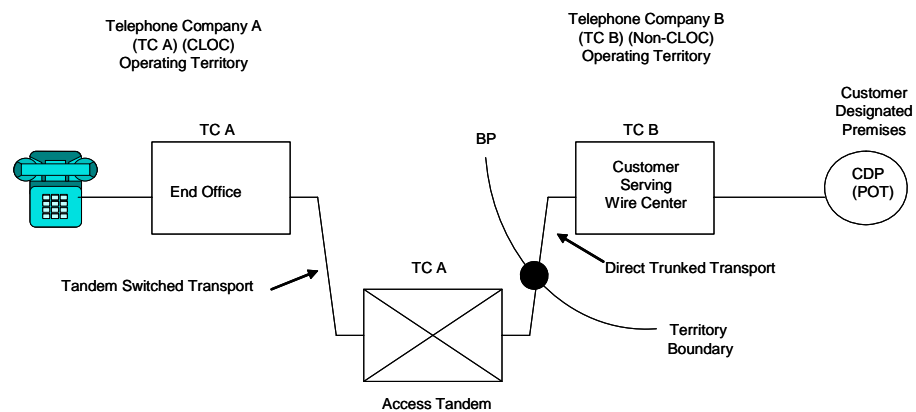 Telephone Company A
(TC A) (CLOC)
Operating Territory
Telephone Company B
(TC B) (Non-CLOC)
Operating Territory
Customer
Designated
Premises
TC A
End Office
BP
TC B
Customer
Serving
Wire Center
CDP
(POT)
Tandem Switched Transport
TC A
Direct Trunked Transport
Territory
Boundary
Access Tandem